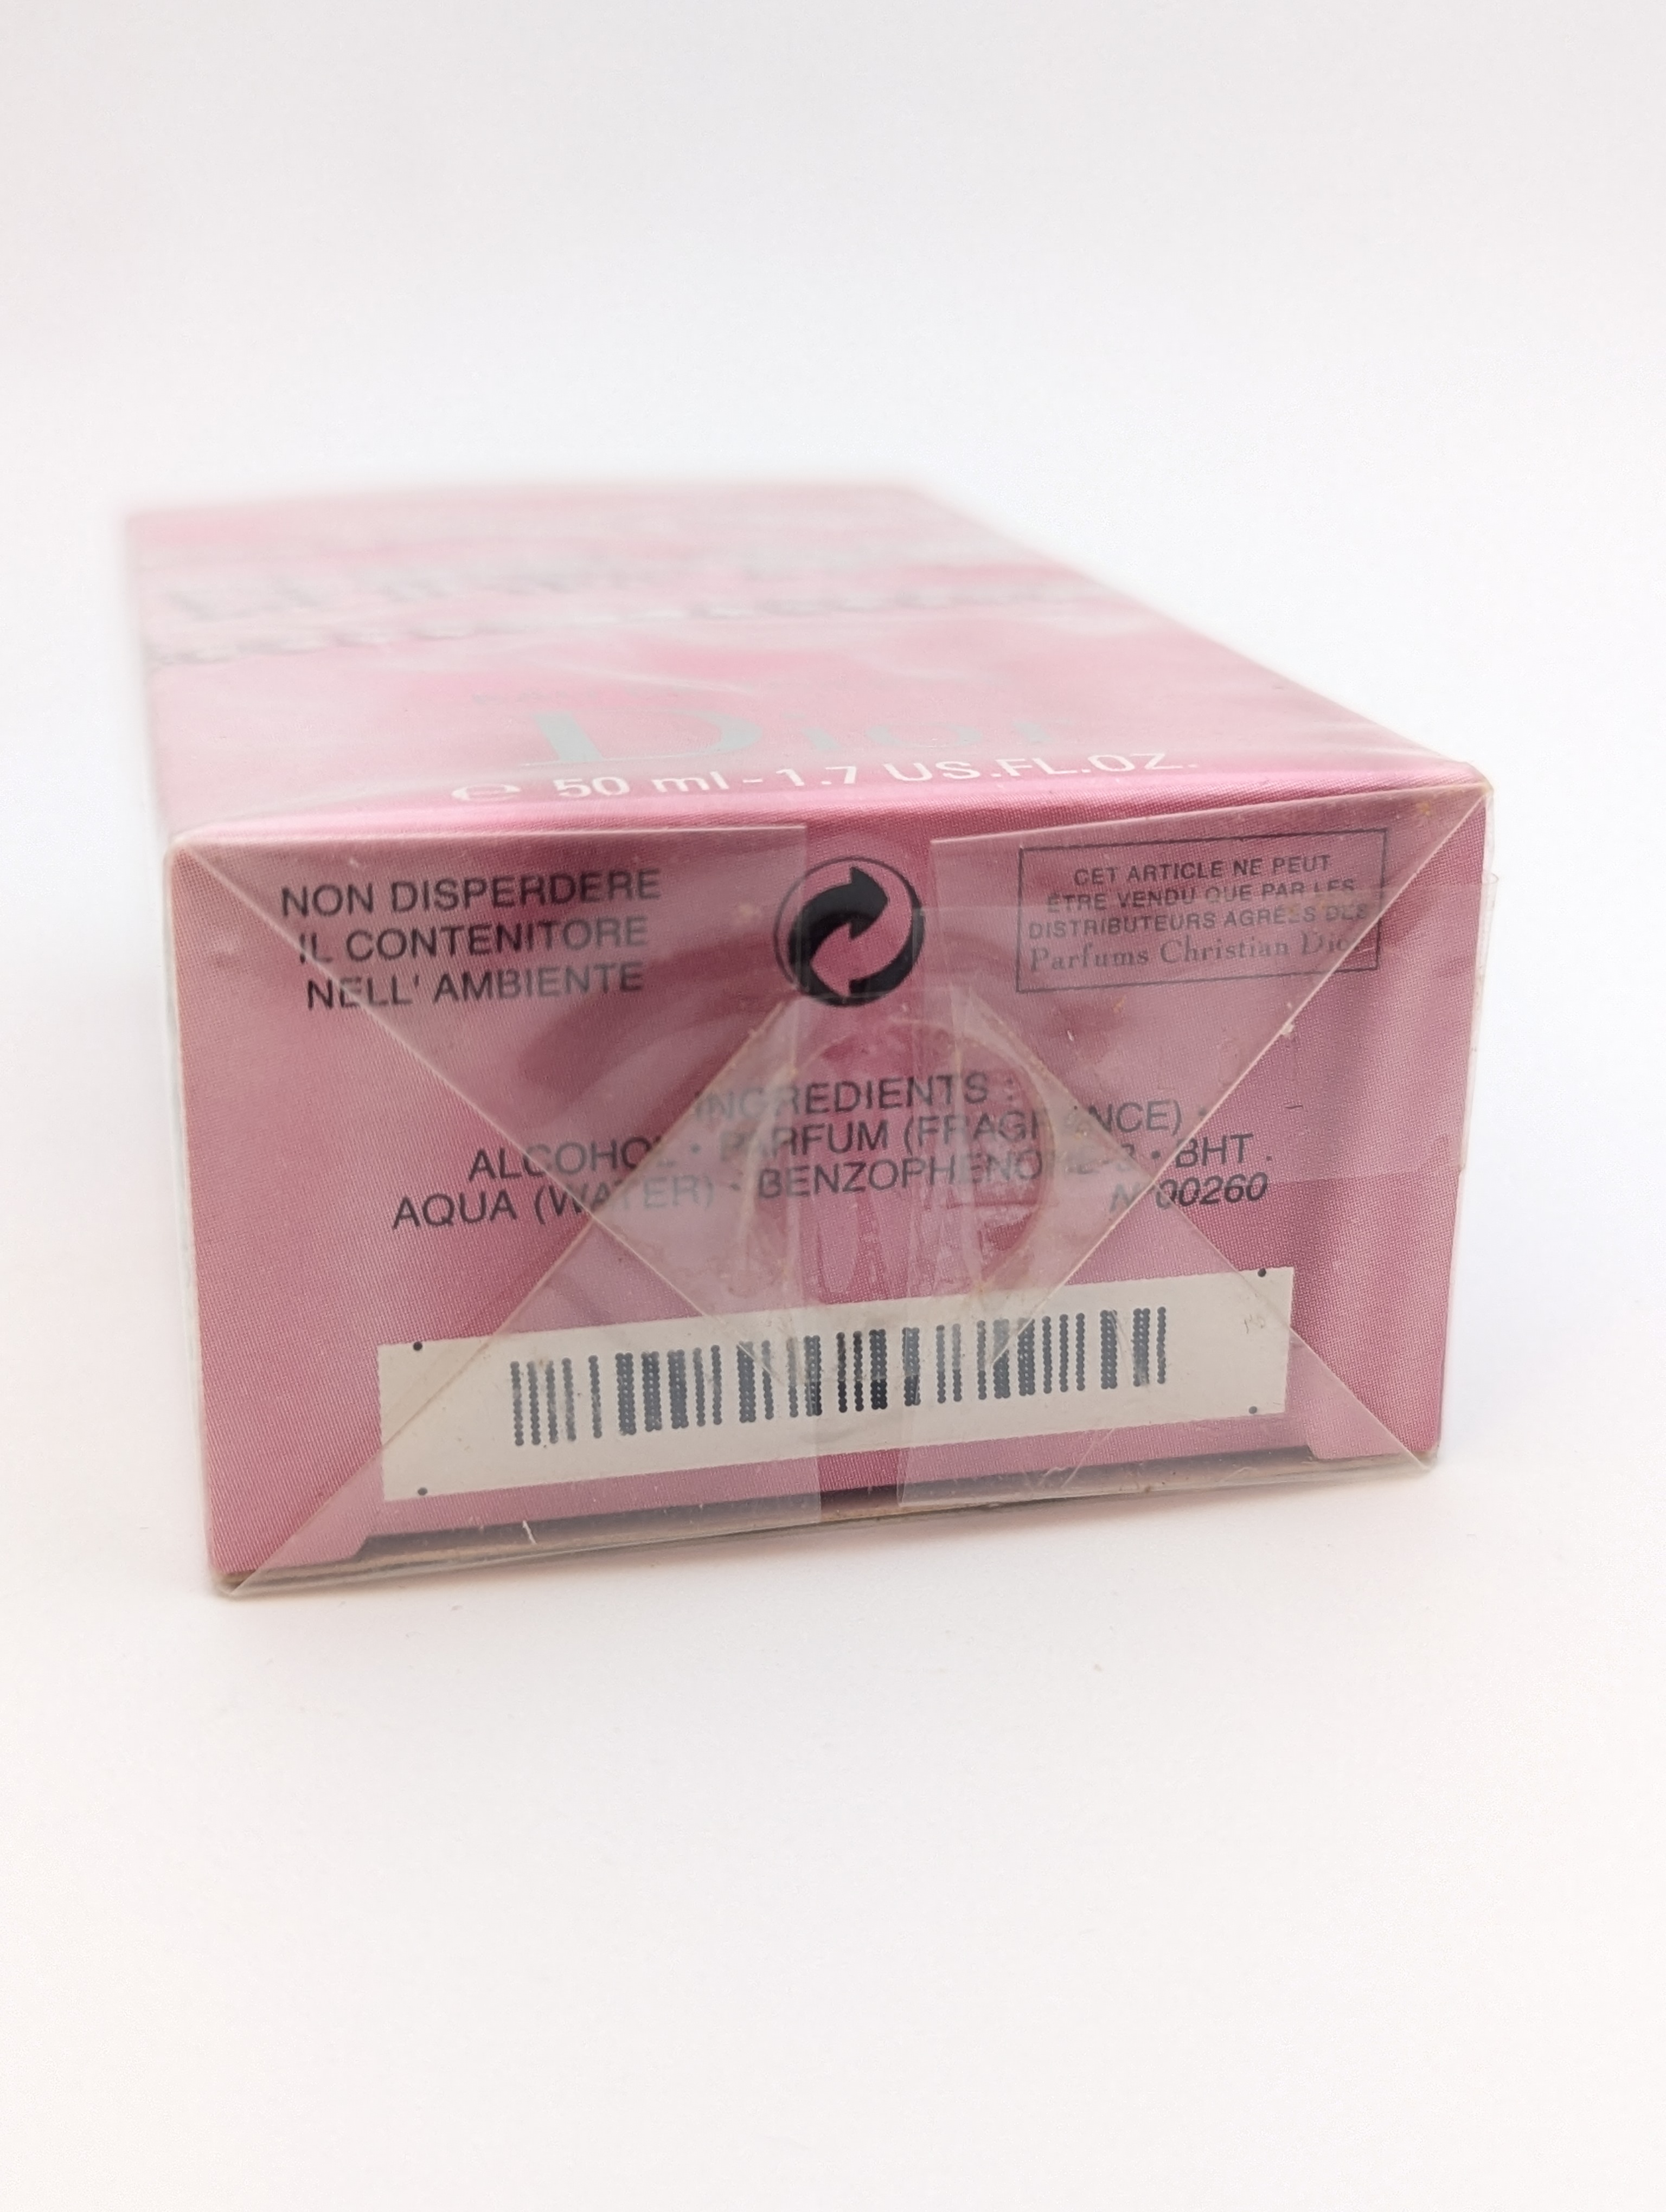 Dior
e 50 ml - 1.7 US.FL.OZ.
NON DISPERDERE
IL CONTENITORE
NELL' AMBIENTE
CET ARTICLE NE PEUT
ÊTRE VENDU QUE PAR LES
DISTRIBUTEURS AGRÉÉS DES
Parfums Christian Dior
INGREDIENTS :
ALCOHOL • PARFUM (FRAGRANCE) •
AQUA (WATER) • BENZOPHENONE-3 • BHT.
N°00260